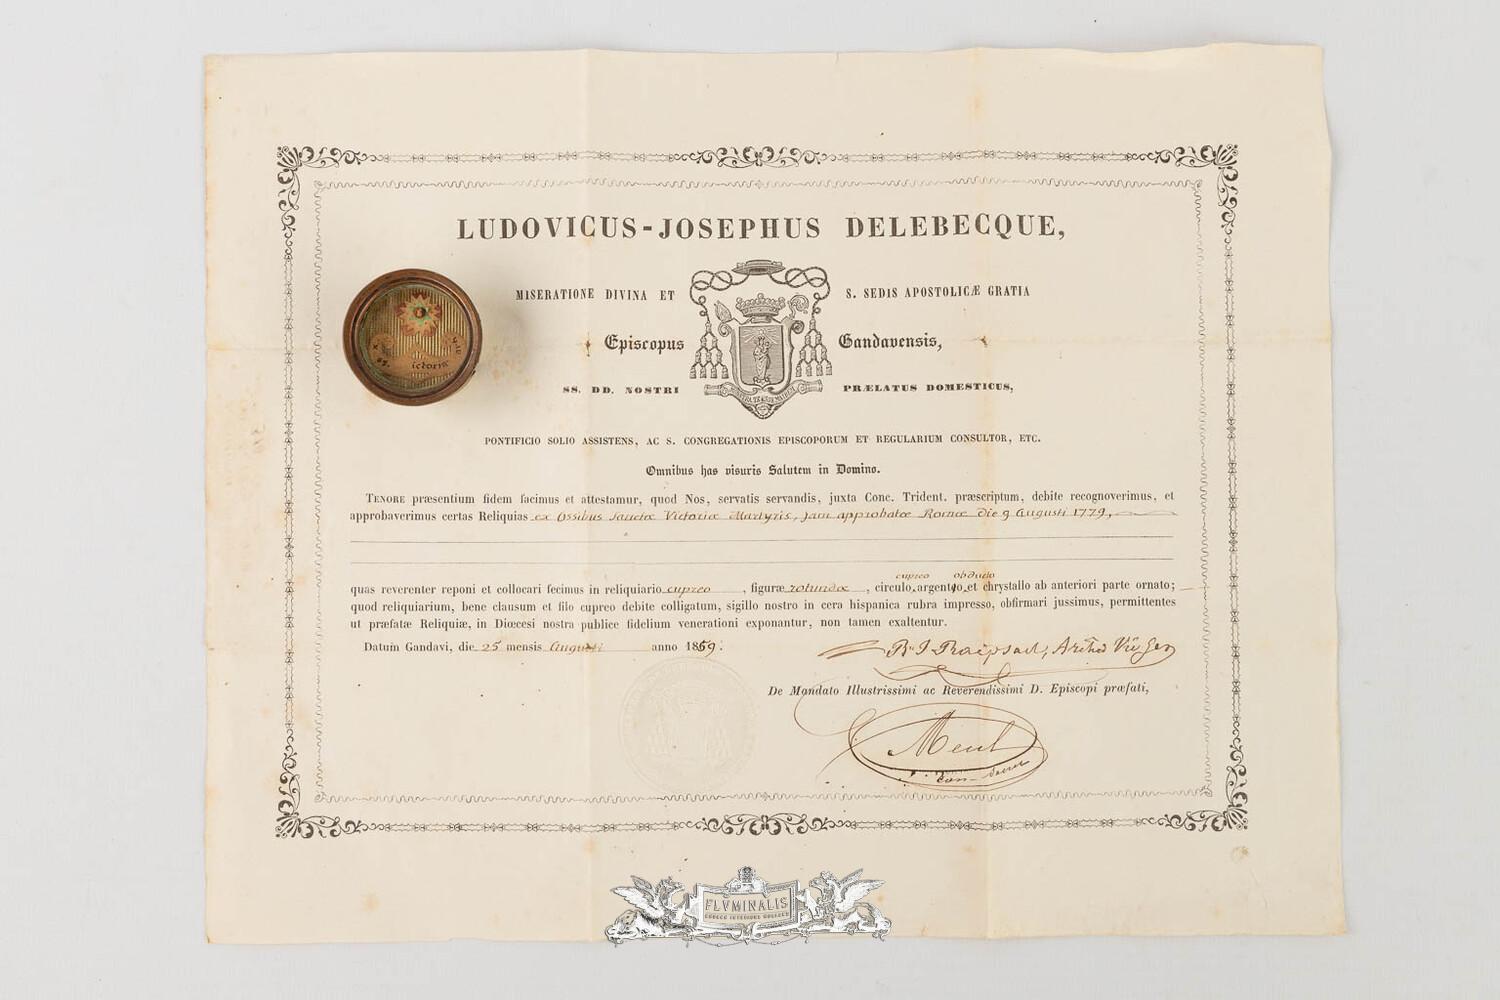 LUDOVICUS-JOSEPHUS DELEBECQUE,
MISERATIONE DIVINA ET S. SEDIS APOSTOLICÆ GRATIA
Episcopus Gandavensis,
SS. DD. NOSTRI PRÆLATUS DOMESTICUS,
PONTIFICIO SOLIO ASSISTENS, AC S. CONGREGATIONIS EPISCOPORUM ET REGULARIUM CONSULTOR, ETC.
Omnibus has visuris Salutem in Domino.
TENORE præsentium fidem facimus et attestamur, quod Nos, servatis servandis, juxta Conc. Trident. præscriptum, debite recognoverimus, et
approbaverimus certas Reliquias ex Ossibus Sanctæ Victoriæ Martyris, jam approbatæ Romæ die 9 Augusti 1779,
cupreo obducto
quas reverenter reponi et collocari fecimus in reliquiario cupreo, figuræ rotundæ, circulo argenteo et chrystallo ab anteriori parte ornato;
quod reliquiarium, bene clausum et filo cupreo debite colligatum, sigillo nostro in cera hispanica rubra impresso, obfirmari jussimus, permittentes
ut præfatæ Reliquiæ, in Diœcesi nostra publice fidelium venerationi exponantur, non tamen exaltentur.
Datum Gandavi, die 25 mensis Augusti anno 1859.
De Mandato Illustrissimi ac Reverendissimi D. Episcopi præfati,
FLVMINALIS